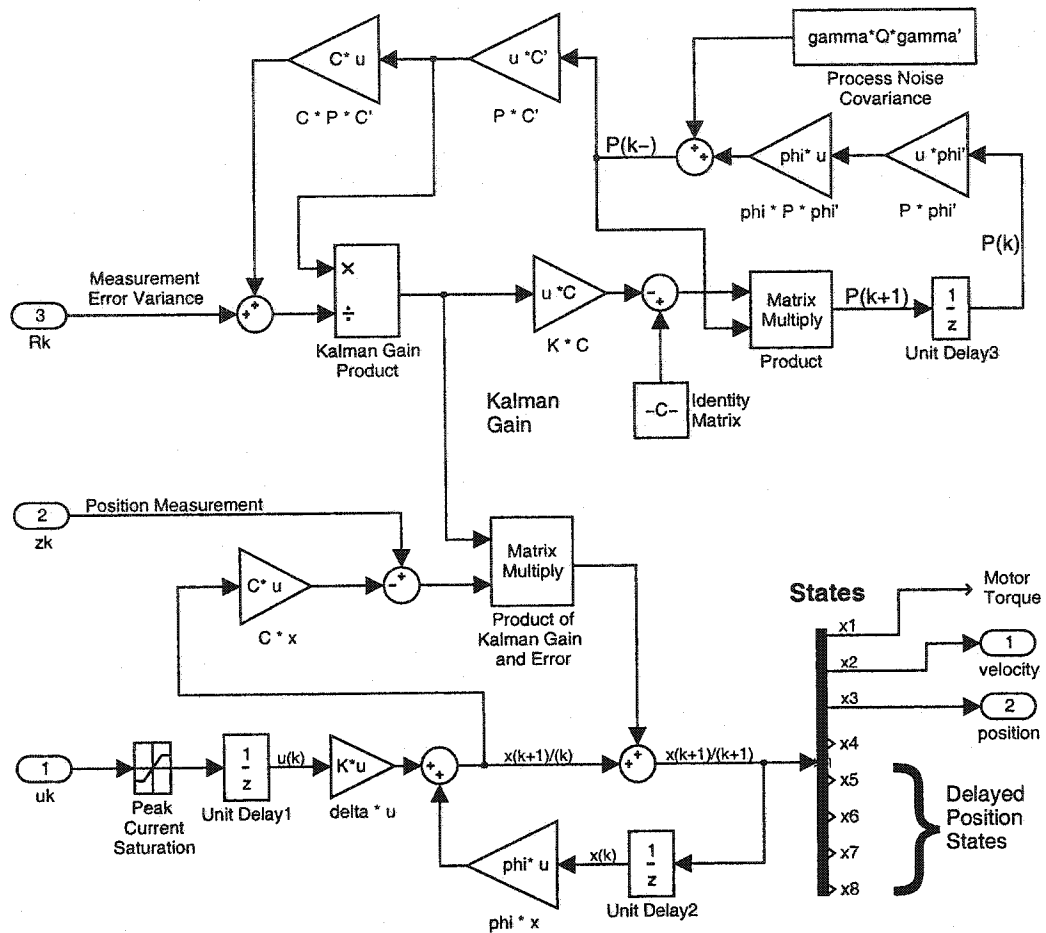 gamma*Q*gamma'
Process Noise
Covariance
C* u
C * P * C'
u *C'
P * C'
P(k-)
+
+
phi* u
phi * P * phi'
u *phi'
P * phi'
P(k)
Measurement
Error Variance
3
Rk
+
+
×
÷
Kalman Gain
Product
u *C
K * C
-
+
Matrix
Multiply
Product
P(k+1)
1
z
Unit Delay3
-C-
Identity
Matrix
Kalman
Gain
2
zk
Position Measurement
C* u
C * x
-
+
Matrix
Multiply
Product of
Kalman Gain
and Error
States
Motor
Torque
x1
x2
1
velocity
x3
2
position
x4
x5
x6
x7
x8
Delayed
Position
States
1
uk
Peak
Current
Saturation
1
z
Unit Delay1
u(k)
K*u
delta * u
+
+
x(k+1)/(k)
+
+
x(k+1)/(k+1)
phi* u
phi * x
x(k)
1
z
Unit Delay2